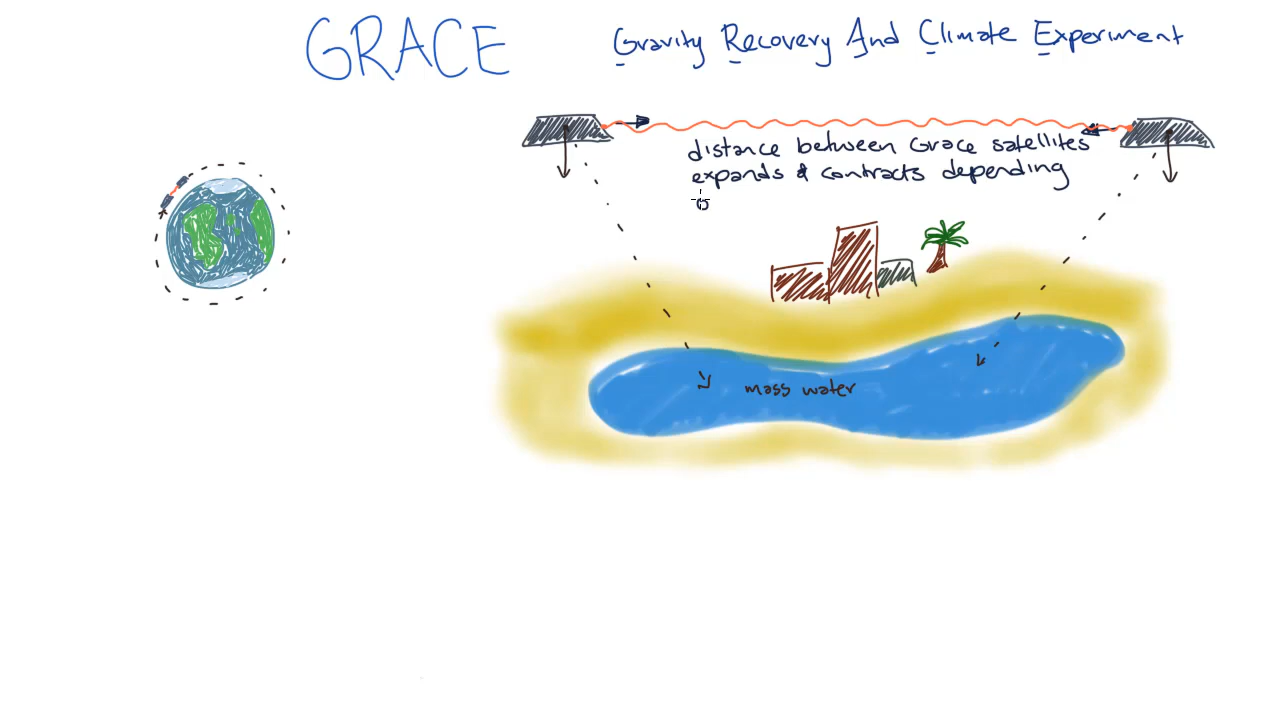 GRACE
Gravity Recovery And Climate Experiment
distance between Grace satellites
expands & contracts depending
o
mass water